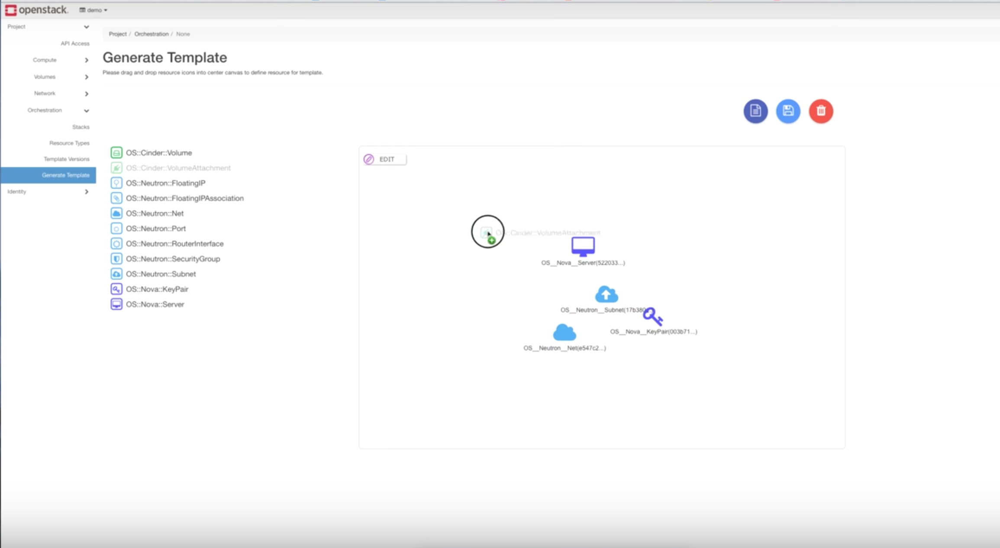 openstack. demo
Project
Project / Orchestration / None
API Access
Generate Template
Compute
Please drag and drop resource icons into center canvas to define resource for template.
Volumes
Network
Orchestration
Stacks
Resource Types
Template Versions
Generate Template
Identity
OS::Cinder::Volume
OS::Cinder::VolumeAttachment
OS::Neutron::FloatingIP
OS::Neutron::FloatingIPAssociation
OS::Neutron::Net
OS::Neutron::Port
OS::Neutron::RouterInterface
OS::Neutron::SecurityGroup
OS::Neutron::Subnet
OS::Nova::KeyPair
OS::Nova::Server
EDIT
OS::Cinder::VolumeAttachment
OS__Nova__Server(522033...)
OS__Neutron__Subnet(17b380
OS__Nova__KeyPair(003b71...)
OS__Neutron__Net(e547c2...)